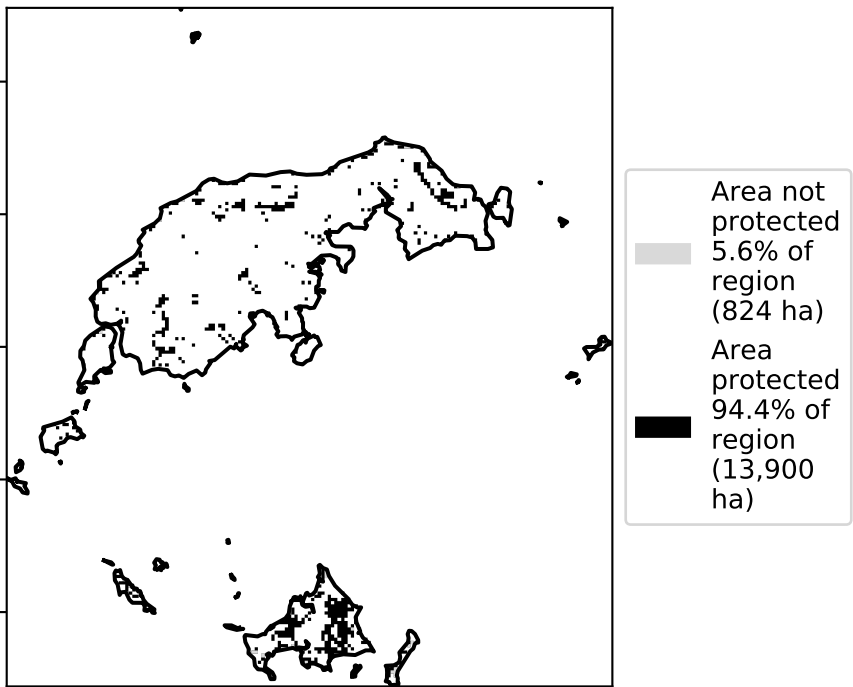 Area not
protected
5.6% of
region
(824 ha)
Area
protected
94.4% of
region
(13,900
ha)